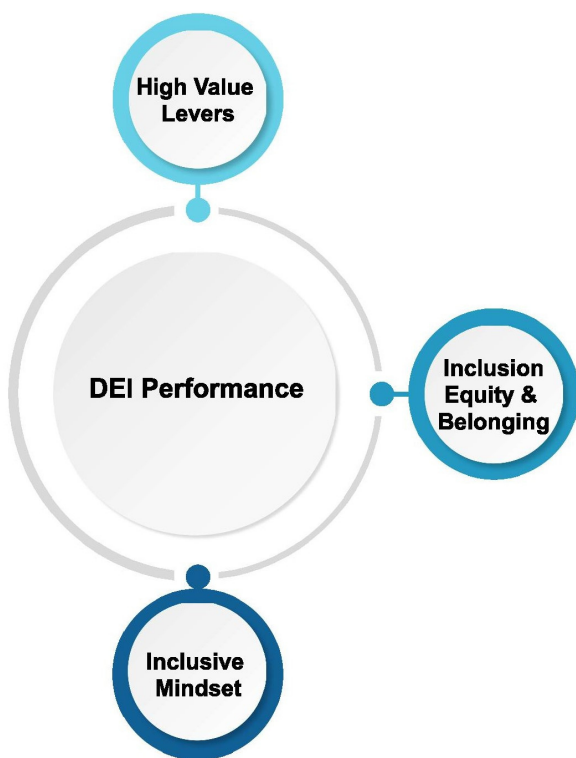 High Value
Levers
DEI Performance
Inclusion
Equity &
Belonging
Inclusive
Mindset